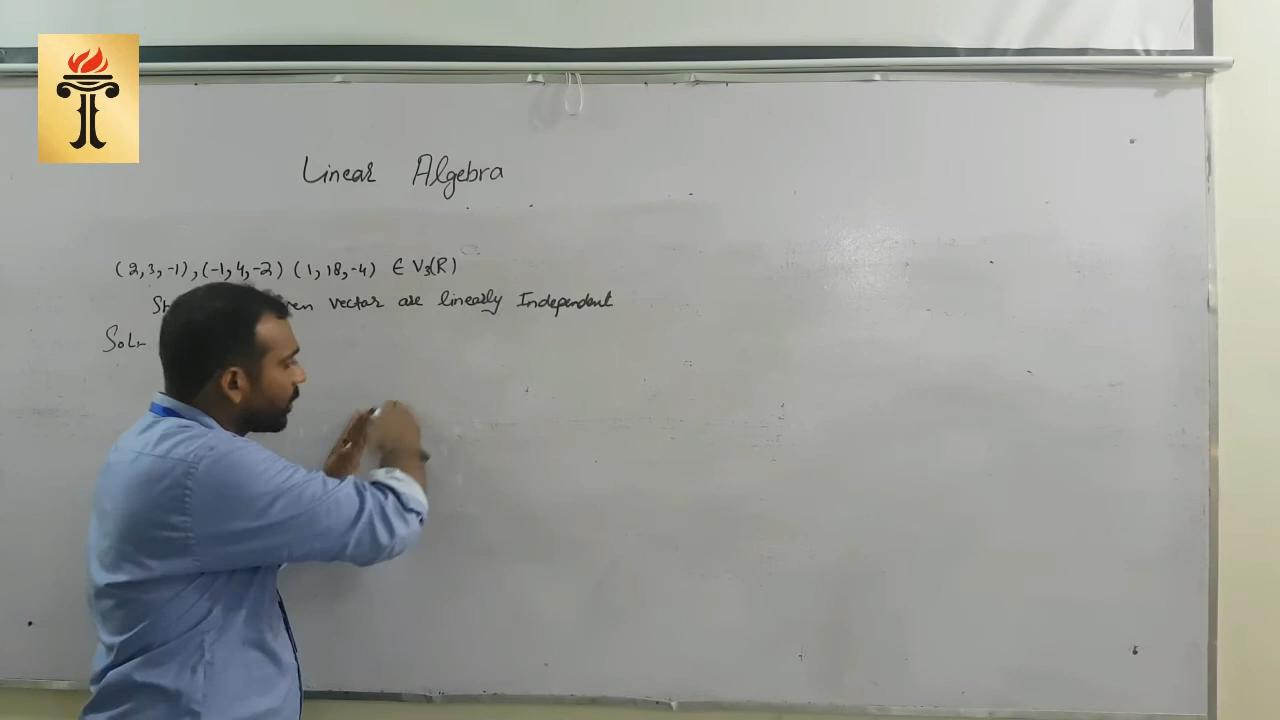 Linear Algebra
(2,3,-1),(-1,4,-2) (1,18,-4) ∈ V₃(R)
vector are linearly Independent
Soln